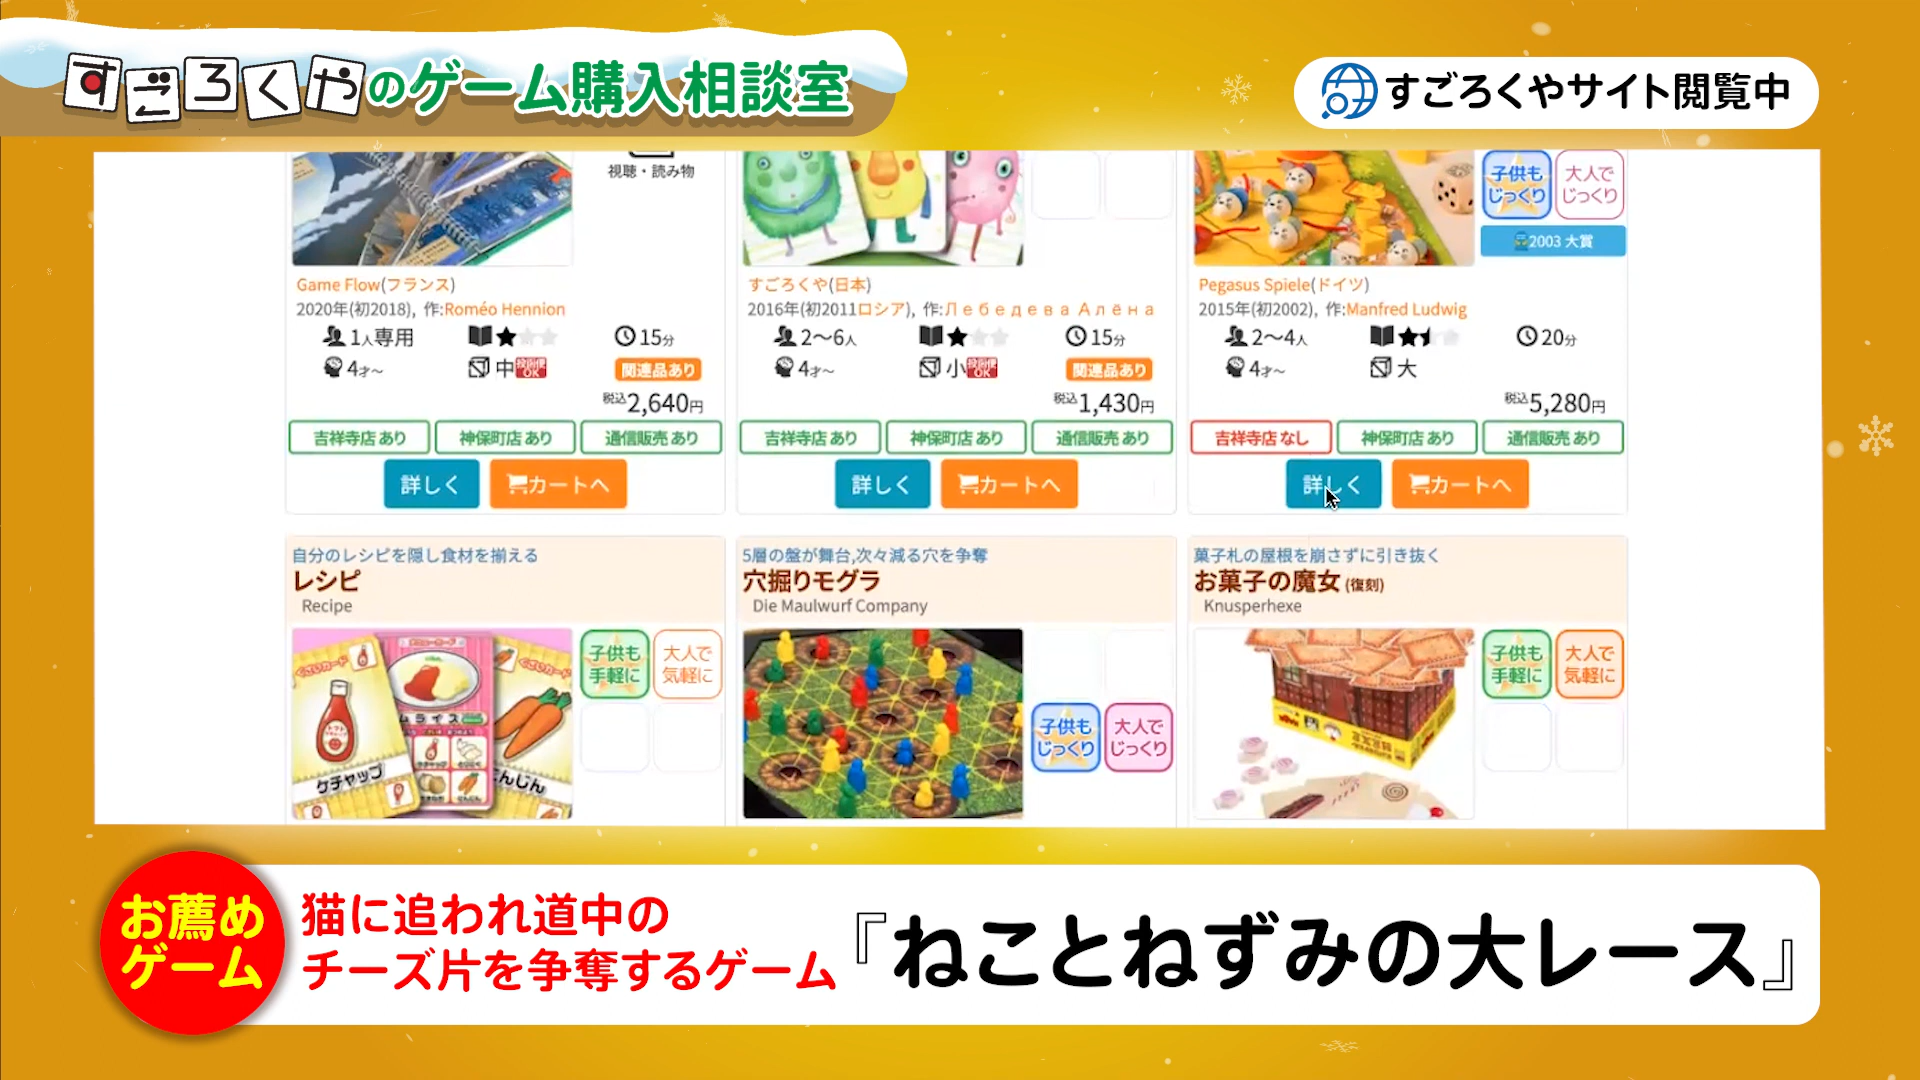 すごろくやのゲーム購入相談室
すごろくやサイト閲覧中
視聴・読み物
子供も
じっくり
大人で
じっくり
2003 大賞
Game Flow(フランス)
2020年(初2018), 作:Roméo Hennion
1人専用
15分
4才〜
中
投函便
OK
関連品あり
税込2,640円
吉祥寺店 あり
神保町店 あり
通信販売 あり
詳しく
カートへ
すごろくや(日本)
2016年(初2011ロシア), 作:Лебедева Алёна
2〜6人
15分
4才〜
小
投函便
OK
関連品あり
税込1,430円
吉祥寺店 あり
神保町店 あり
通信販売 あり
詳しく
カートへ
Pegasus Spiele(ドイツ)
2015年(初2002), 作:Manfred Ludwig
2〜4人
20分
4才〜
大
税込5,280円
吉祥寺店 なし
神保町店 あり
通信販売 あり
詳しく
カートへ
自分のレシピを隠し食材を揃える
レシピ
Recipe
子供も
手軽に
大人で
気軽に
ケチャップ
んじん
ムライス
5層の盤が舞台,次々減る穴を争奪
穴掘りモグラ
Die Maulwurf Company
子供も
じっくり
大人で
じっくり
菓子札の屋根を崩さずに引き抜く
お菓子の魔女 (復刻)
Knusperhexe
子供も
手軽に
大人で
気軽に
お薦め
ゲーム
猫に追われ道中の
チーズ片を争奪するゲーム
『ねことねずみの大レース』